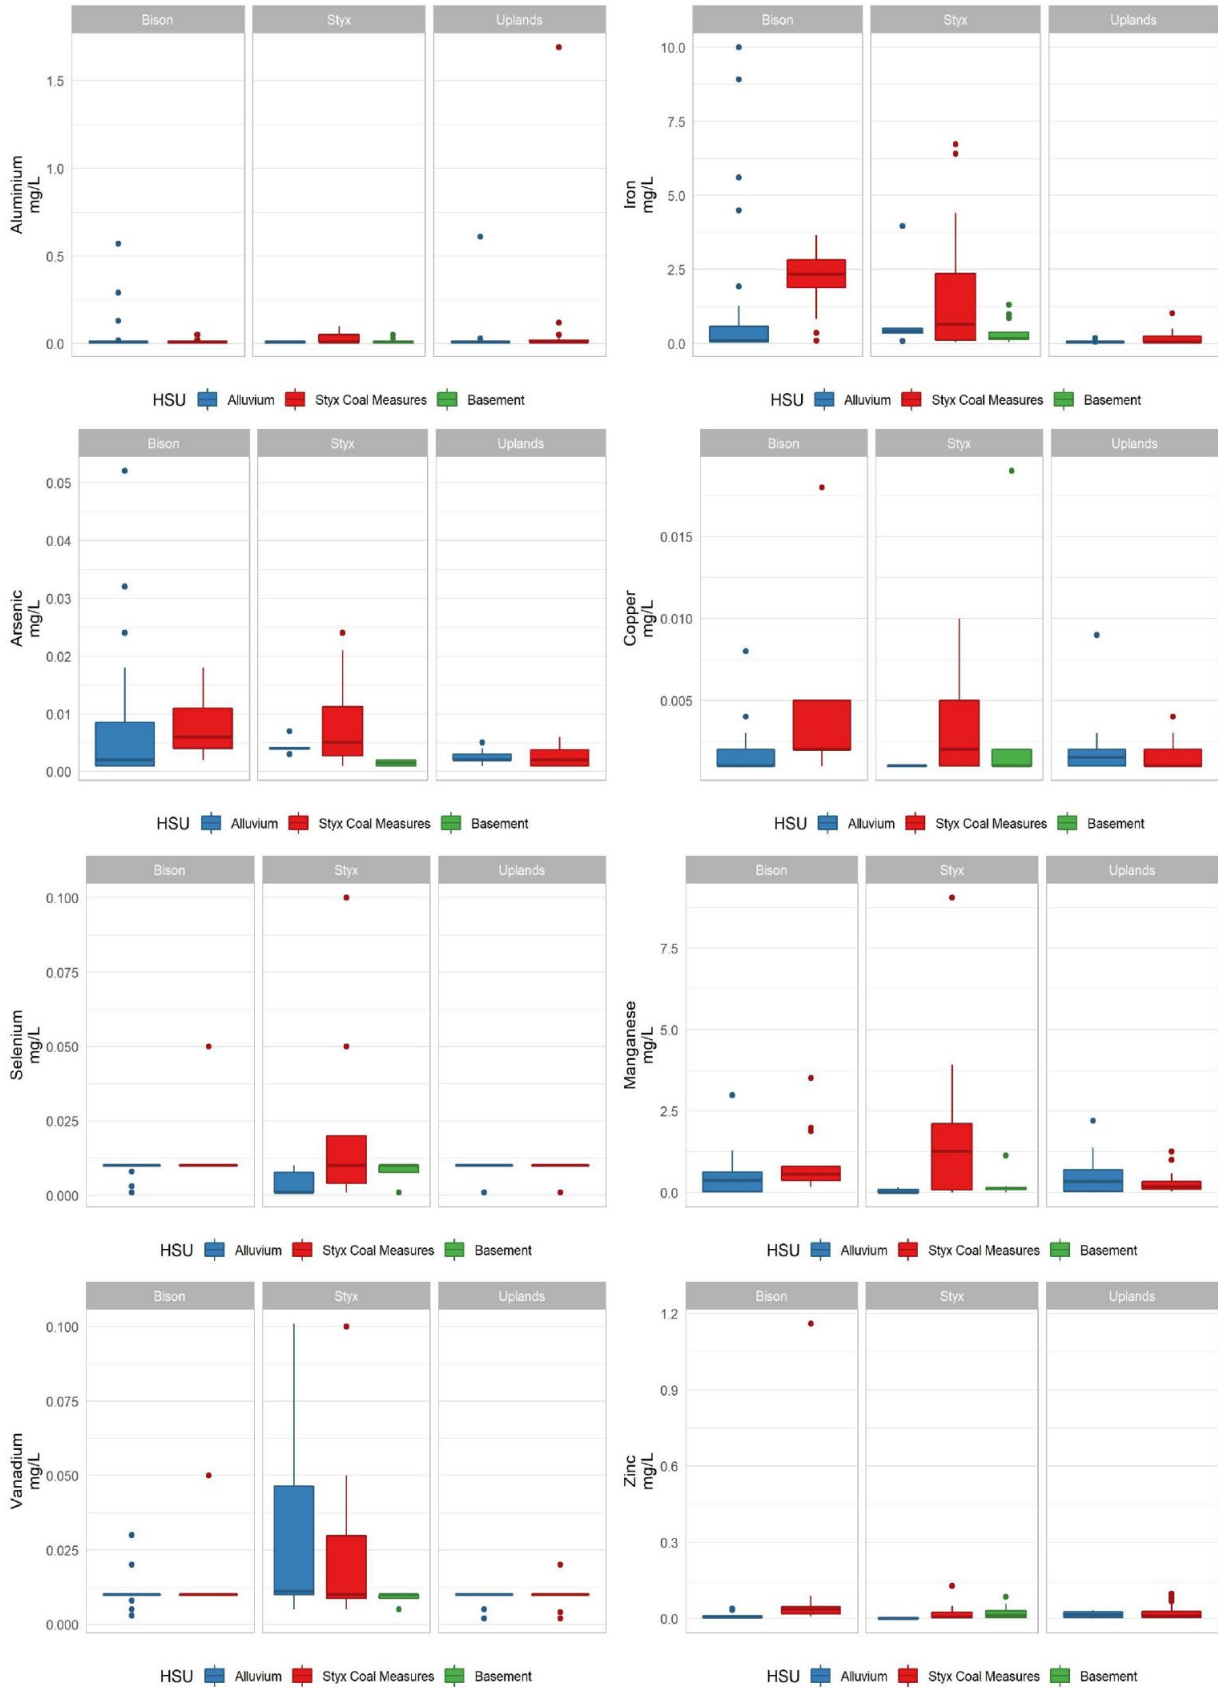 Bison Styx Uplands
Aluminium
mg/L
1.5
1.0
0.5
0.0
HSU Alluvium Styx Coal Measures Basement
Bison Styx Uplands
Iron
mg/L
10.0
7.5
5.0
2.5
0.0
HSU Alluvium Styx Coal Measures Basement
Bison Styx Uplands
Arsenic
mg/L
0.05
0.04
0.03
0.02
0.01
0.00
HSU Alluvium Styx Coal Measures Basement
Bison Styx Uplands
Copper
mg/L
0.015
0.010
0.005
HSU Alluvium Styx Coal Measures Basement
Bison Styx Uplands
Selenium
mg/L
0.100
0.075
0.050
0.025
0.000
HSU Alluvium Styx Coal Measures Basement
Bison Styx Uplands
Manganese
mg/L
7.5
5.0
2.5
0.0
HSU Alluvium Styx Coal Measures Basement
Bison Styx Uplands
Vanadium
mg/L
0.100
0.075
0.050
0.025
0.000
HSU Alluvium Styx Coal Measures Basement
Bison Styx Uplands
Zinc
mg/L
1.2
0.9
0.6
0.3
0.0
HSU Alluvium Styx Coal Measures Basement